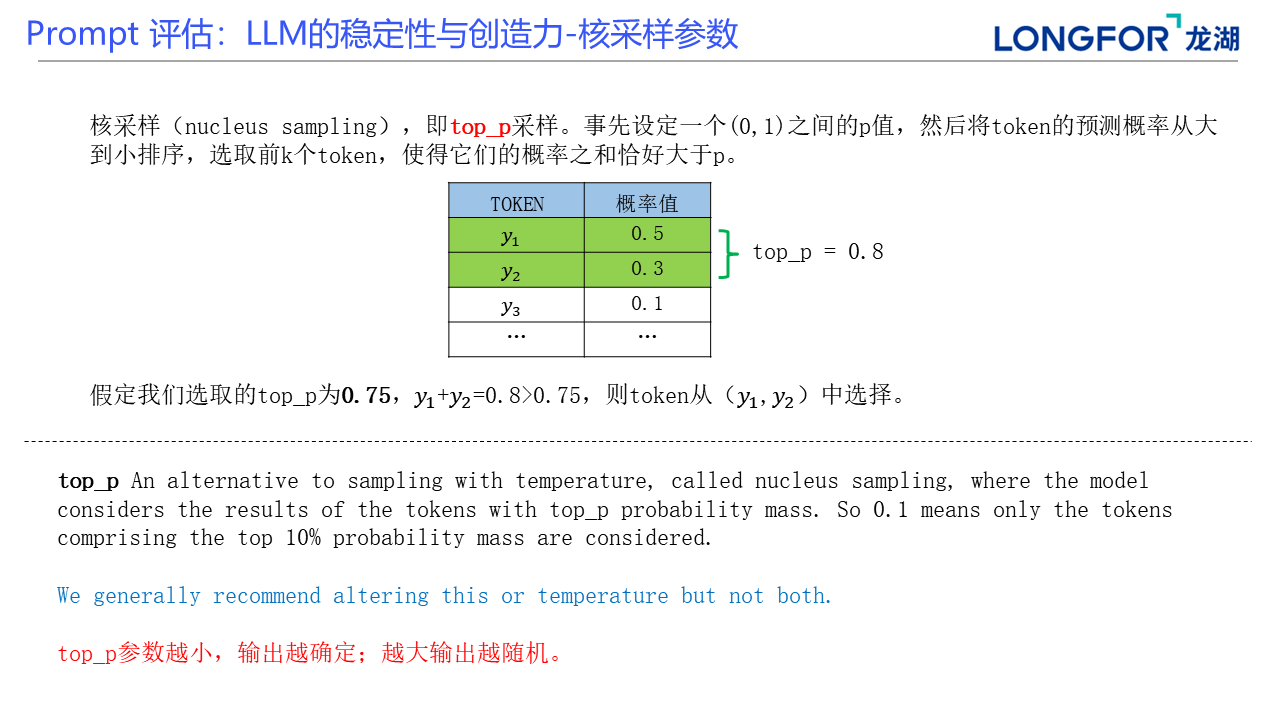 Prompt 评估：LLM的稳定性与创造力-核采样参数
LONGFOR 龙湖
核采样（nucleus sampling），即top_p采样。事先设定一个(0,1)之间的p值，然后将token的预测概率从大
到小排序，选取前k个token，使得它们的概率之和恰好大于p。
TOKEN 概率值
y₁ 0.5
y₂ 0.3
y₃ 0.1
… …
top_p = 0.8
假定我们选取的top_p为0.75，y₁+y₂=0.8>0.75，则token从（y₁,y₂）中选择。
top_p An alternative to sampling with temperature, called nucleus sampling, where the model
considers the results of the tokens with top_p probability mass. So 0.1 means only the tokens
comprising the top 10% probability mass are considered.
We generally recommend altering this or temperature but not both.
top_p参数越小，输出越确定；越大输出越随机。